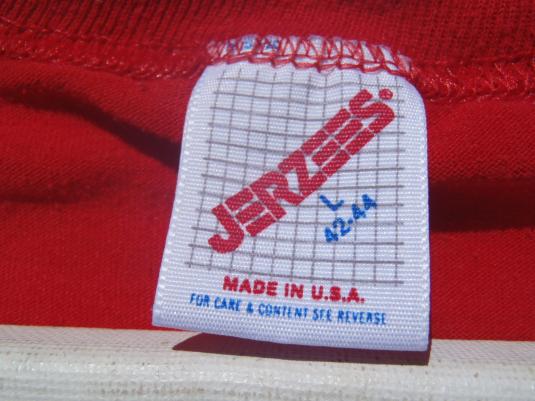 JERZEES®
L
42-44
MADE IN U.S.A.
FOR CARE & CONTENT SEE REVERSE